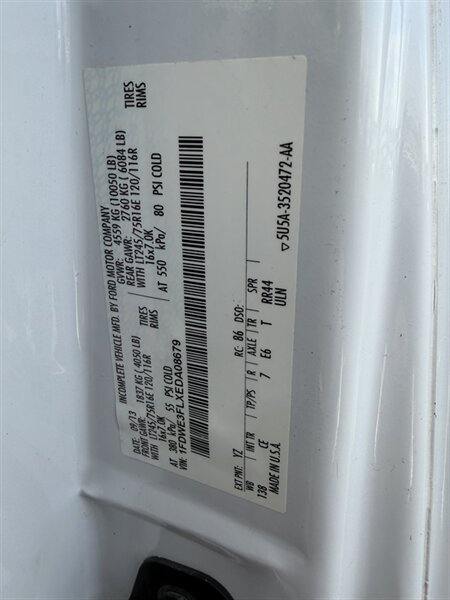 INCOMPLETE VEHICLE MFD. BY FORD MOTOR COMPANY
DATE: 09/13 GVWR: 4559 KG (10050 LB)
FRONT GAWR: 1837 KG (4050 LB) REAR GAWR: 2760 KG (6084 LB)
WITH LT245/75R16E 120/116R TIRES WITH LT245/75R16E 120/116R TIRES
16x7.0K RIMS 16x7.0K RIMS
AT 380 kPa/ 55 PSI COLD AT 550 kPa/ 80 PSI COLD
VIN: 1FDWE3FLXEDA08679
EXT PNT: YZ RC: 86 DSO:
WB INT TR TP/PS R AXLE TR SPR
138 CE 7 E6 T RR44
MADE IN U.S.A. ULN
▽5U5A-3520472-AA